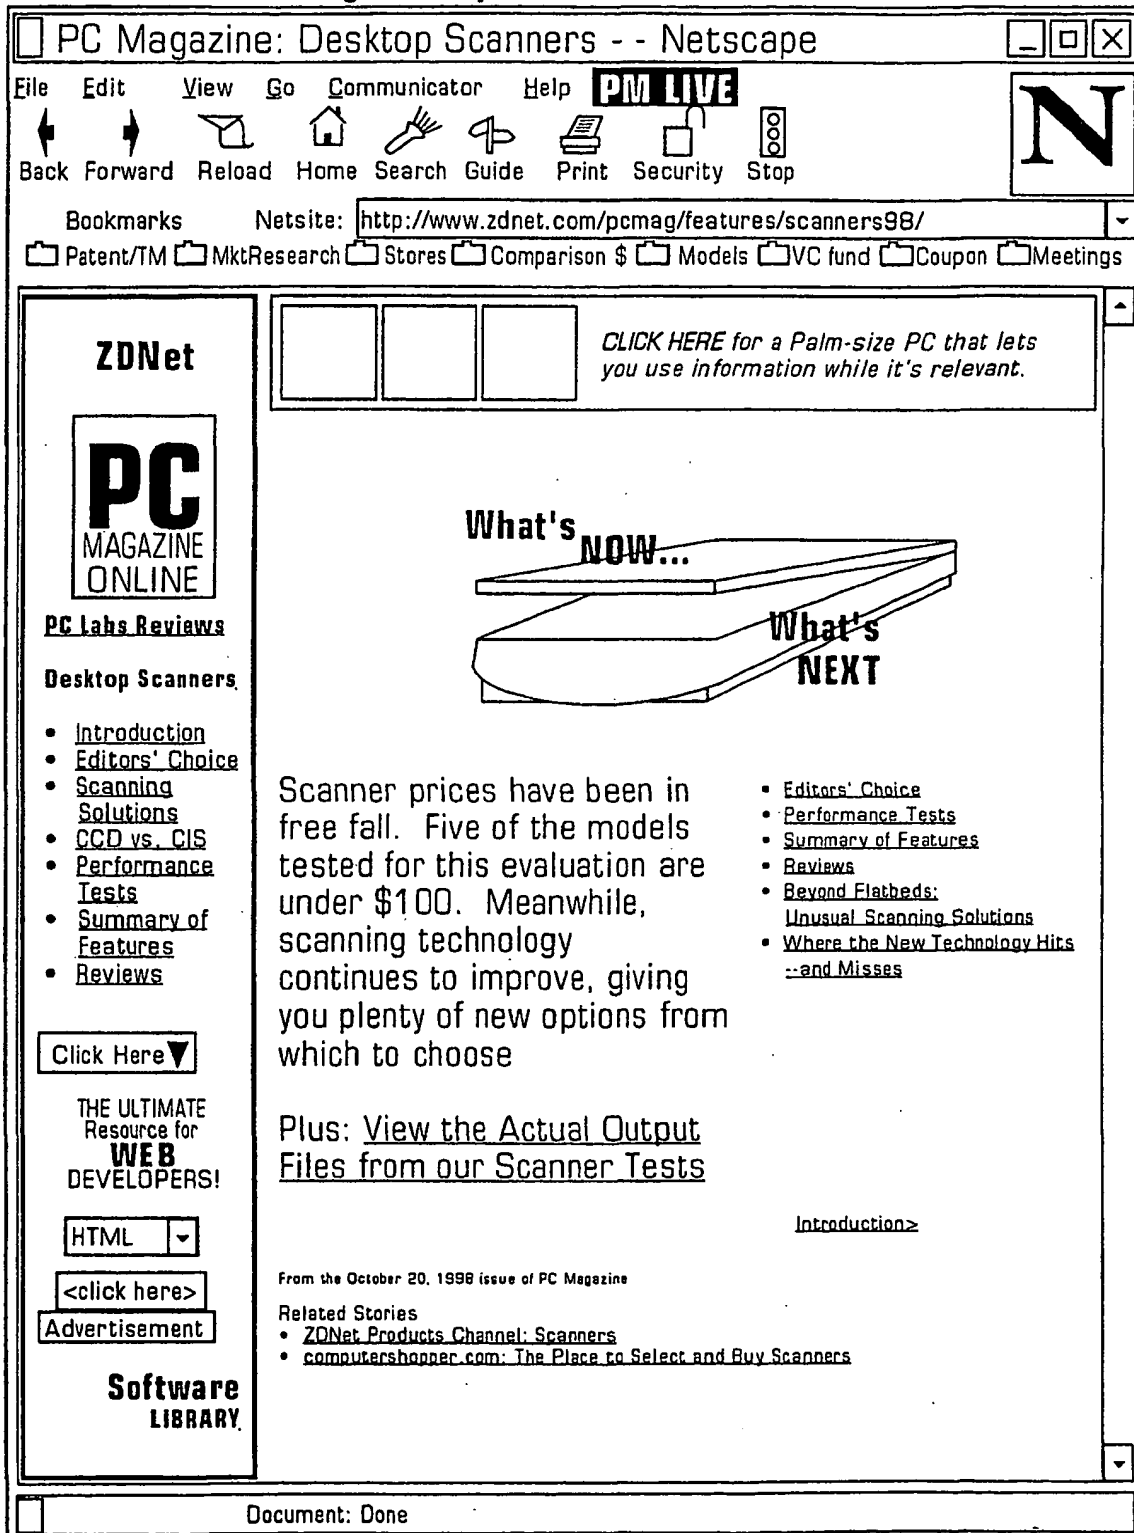 PC Magazine: Desktop Scanners - - Netscape
File Edit View Go Communicator Help PM LIVE
N
Back Forward Reload Home Search Guide Print Security Stop
Bookmarks Netsite: http://www.zdnet.com/pcmag/features/scanners98/
Patent/TM MktResearch Stores Comparison $ Models VC fund Coupon Meetings
ZDNet
PC
MAGAZINE
ONLINE
PC Labs Reviews
Desktop Scanners
• Introduction
• Editors' Choice
• Scanning
Solutions
• CCD vs. CIS
• Performance
Tests
• Summary of
Features
• Reviews
Click Here
THE ULTIMATE
Resource for
WEB
DEVELOPERS!
HTML
<click here>
Advertisement
Software
LIBRARY
CLICK HERE for a Palm-size PC that lets
you use information while it's relevant.
What's
NOW...
What's
NEXT
Scanner prices have been in
free fall. Five of the models
tested for this evaluation are
under $100. Meanwhile,
scanning technology
continues to improve, giving
you plenty of new options from
which to choose
• Editors' Choice
• Performance Tests
• Summary of Features
• Reviews
• Beyond Flatbeds:
Unusual Scanning Solutions
• Where the New Technology Hits
--and Misses
Plus: View the Actual Output
Files from our Scanner Tests
Introduction>
From the October 20, 1998 issue of PC Magazine
Related Stories
• ZDNet Products Channel: Scanners
• computershopper.com: The Place to Select and Buy Scanners
Document: Done